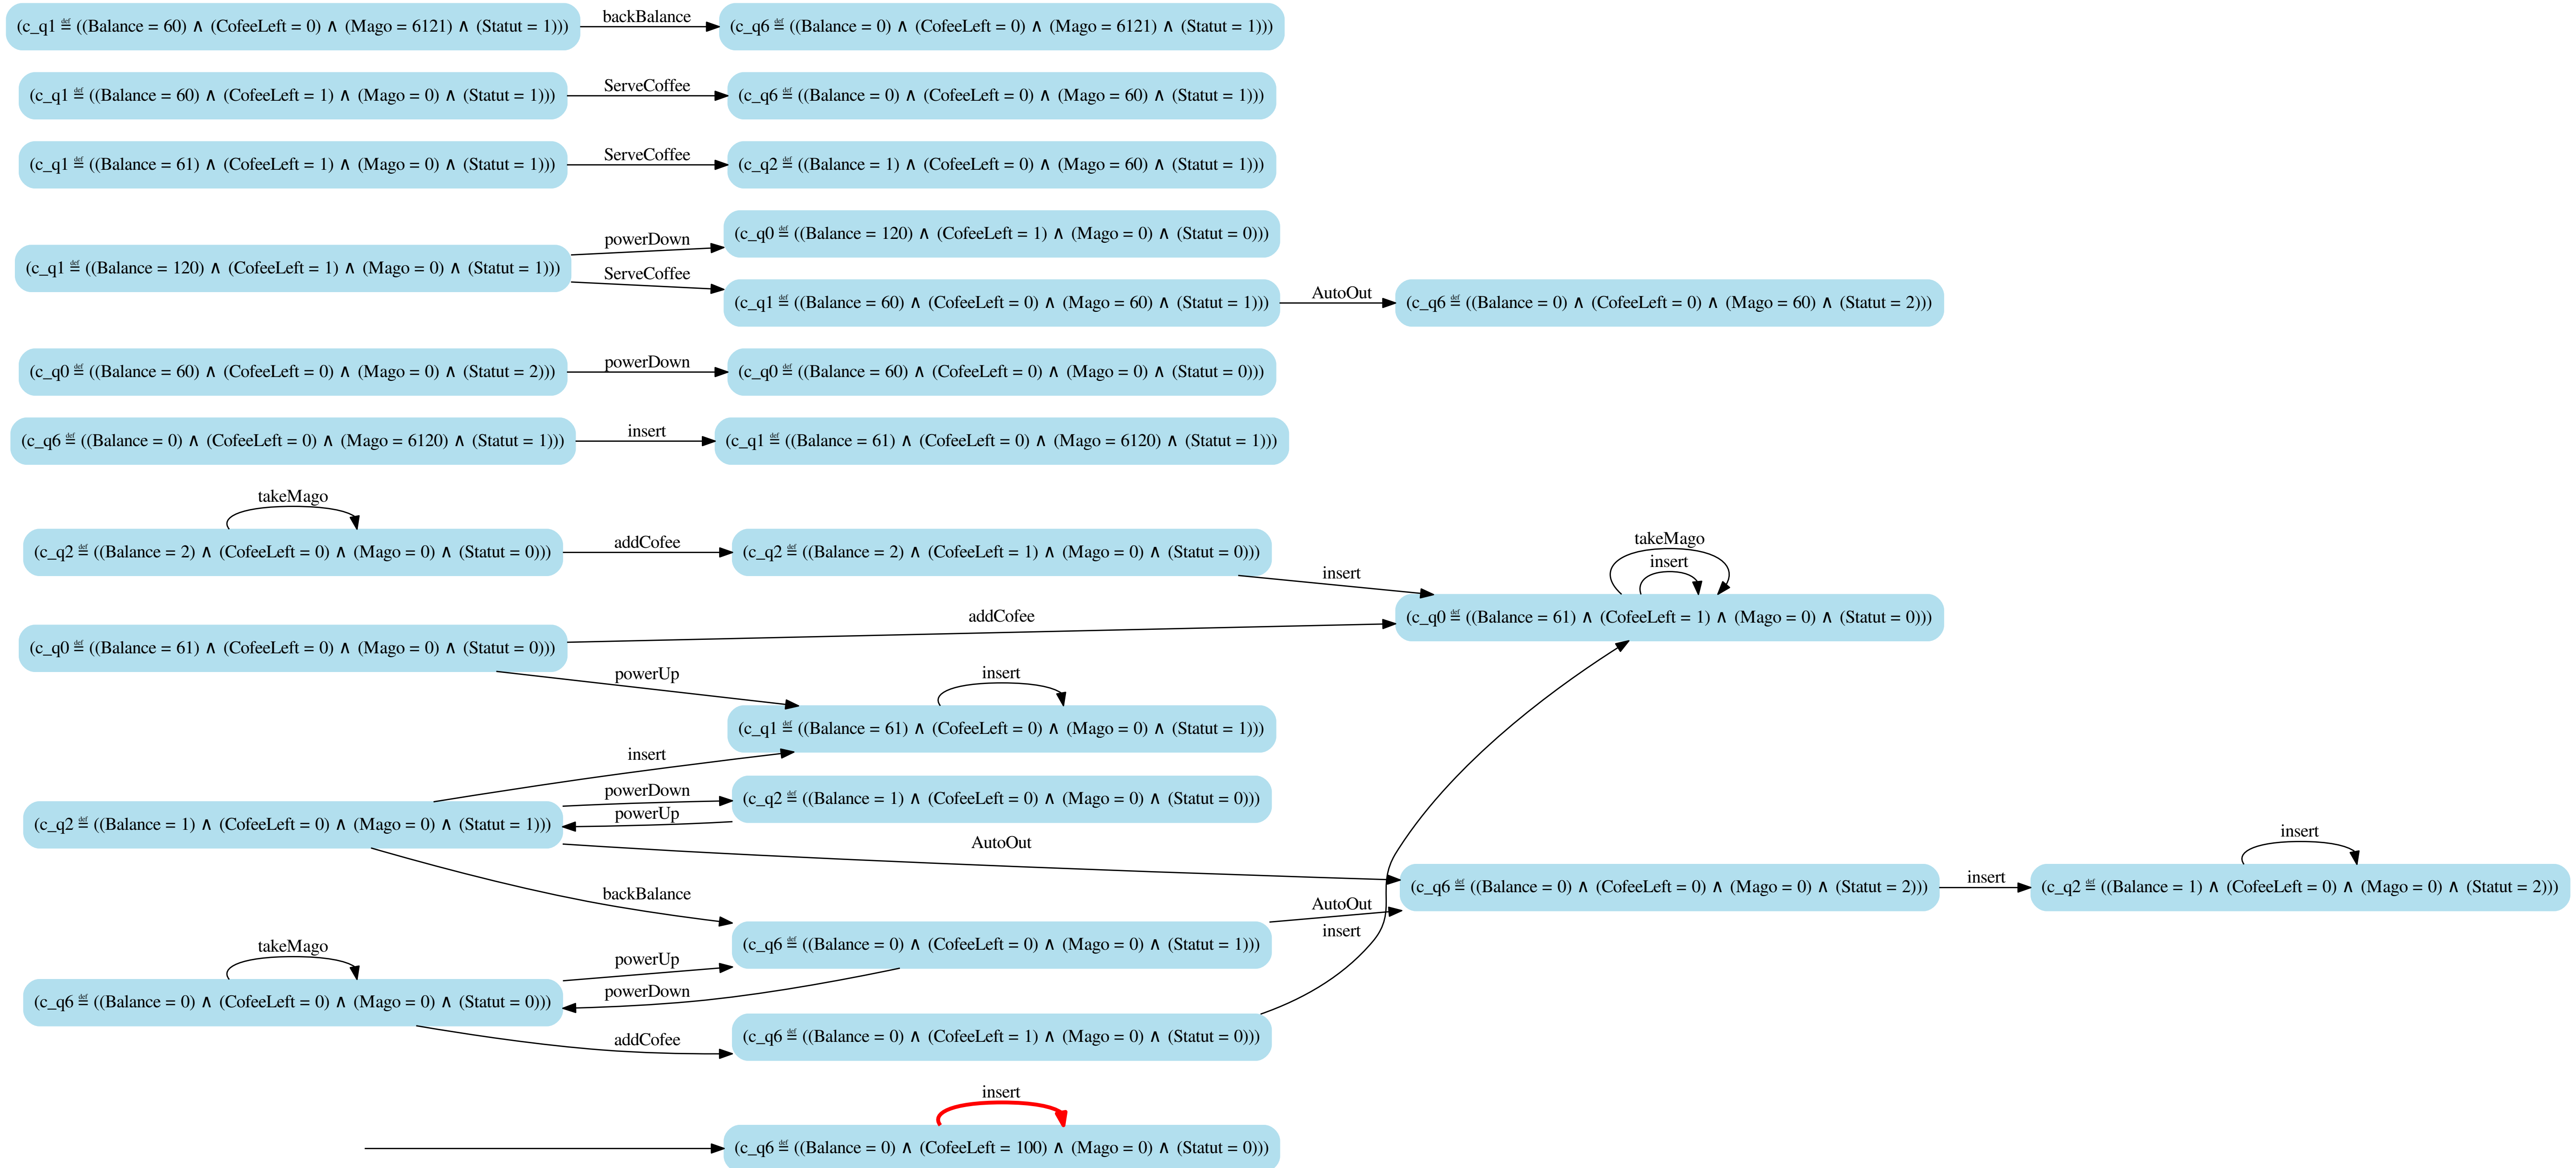 (c_q1 ≝ ((Balance = 60) ∧ (CofeeLeft = 0) ∧ (Mago = 6121) ∧ (Statut = 1)))
backBalance
(c_q6 ≝ ((Balance = 0) ∧ (CofeeLeft = 0) ∧ (Mago = 6121) ∧ (Statut = 1)))
(c_q1 ≝ ((Balance = 60) ∧ (CofeeLeft = 1) ∧ (Mago = 0) ∧ (Statut = 1)))
ServeCoffee
(c_q6 ≝ ((Balance = 0) ∧ (CofeeLeft = 0) ∧ (Mago = 60) ∧ (Statut = 1)))
(c_q1 ≝ ((Balance = 61) ∧ (CofeeLeft = 1) ∧ (Mago = 0) ∧ (Statut = 1)))
ServeCoffee
(c_q2 ≝ ((Balance = 1) ∧ (CofeeLeft = 0) ∧ (Mago = 60) ∧ (Statut = 1)))
(c_q1 ≝ ((Balance = 120) ∧ (CofeeLeft = 1) ∧ (Mago = 0) ∧ (Statut = 1)))
powerDown
(c_q0 ≝ ((Balance = 120) ∧ (CofeeLeft = 1) ∧ (Mago = 0) ∧ (Statut = 0)))
ServeCoffee
(c_q1 ≝ ((Balance = 60) ∧ (CofeeLeft = 0) ∧ (Mago = 60) ∧ (Statut = 1)))
AutoOut
(c_q6 ≝ ((Balance = 0) ∧ (CofeeLeft = 0) ∧ (Mago = 60) ∧ (Statut = 2)))
(c_q0 ≝ ((Balance = 60) ∧ (CofeeLeft = 0) ∧ (Mago = 0) ∧ (Statut = 2)))
powerDown
(c_q0 ≝ ((Balance = 60) ∧ (CofeeLeft = 0) ∧ (Mago = 0) ∧ (Statut = 0)))
(c_q6 ≝ ((Balance = 0) ∧ (CofeeLeft = 0) ∧ (Mago = 6120) ∧ (Statut = 1)))
insert
(c_q1 ≝ ((Balance = 61) ∧ (CofeeLeft = 0) ∧ (Mago = 6120) ∧ (Statut = 1)))
takeMago
(c_q2 ≝ ((Balance = 2) ∧ (CofeeLeft = 0) ∧ (Mago = 0) ∧ (Statut = 0)))
addCofee
(c_q2 ≝ ((Balance = 2) ∧ (CofeeLeft = 1) ∧ (Mago = 0) ∧ (Statut = 0)))
insert
takeMago
insert
(c_q0 ≝ ((Balance = 61) ∧ (CofeeLeft = 1) ∧ (Mago = 0) ∧ (Statut = 0)))
(c_q0 ≝ ((Balance = 61) ∧ (CofeeLeft = 0) ∧ (Mago = 0) ∧ (Statut = 0)))
addCofee
powerUp
insert
(c_q1 ≝ ((Balance = 61) ∧ (CofeeLeft = 0) ∧ (Mago = 0) ∧ (Statut = 1)))
insert
(c_q2 ≝ ((Balance = 1) ∧ (CofeeLeft = 0) ∧ (Mago = 0) ∧ (Statut = 1)))
powerDown
powerUp
(c_q2 ≝ ((Balance = 1) ∧ (CofeeLeft = 0) ∧ (Mago = 0) ∧ (Statut = 0)))
AutoOut
(c_q6 ≝ ((Balance = 0) ∧ (CofeeLeft = 0) ∧ (Mago = 0) ∧ (Statut = 2)))
insert
insert
(c_q2 ≝ ((Balance = 1) ∧ (CofeeLeft = 0) ∧ (Mago = 0) ∧ (Statut = 2)))
backBalance
(c_q6 ≝ ((Balance = 0) ∧ (CofeeLeft = 0) ∧ (Mago = 0) ∧ (Statut = 1)))
AutoOut
insert
takeMago
(c_q6 ≝ ((Balance = 0) ∧ (CofeeLeft = 0) ∧ (Mago = 0) ∧ (Statut = 0)))
powerUp
powerDown
addCofee
(c_q6 ≝ ((Balance = 0) ∧ (CofeeLeft = 1) ∧ (Mago = 0) ∧ (Statut = 0)))
insert
(c_q6 ≝ ((Balance = 0) ∧ (CofeeLeft = 100) ∧ (Mago = 0) ∧ (Statut = 0)))